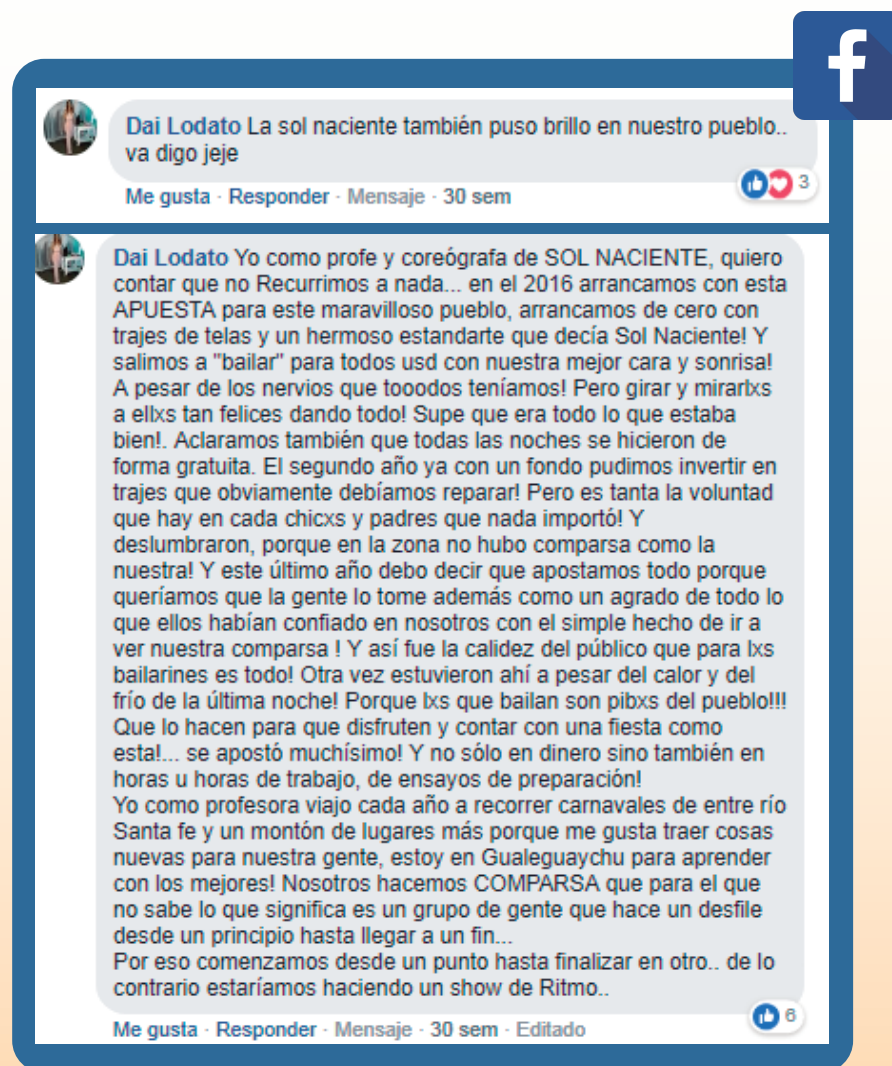 f
Dai Lodato La sol naciente también puso brillo en nuestro pueblo..
va digo jeje
3
Me gusta · Responder · Mensaje · 30 sem
Dai Lodato Yo como profe y coreógrafa de SOL NACIENTE, quiero
contar que no Recurrimos a nada... en el 2016 arrancamos con esta
APUESTA para este maravilloso pueblo, arrancamos de cero con
trajes de telas y un hermoso estandarte que decía Sol Naciente! Y
salimos a "bailar" para todos usd con nuestra mejor cara y sonrisa!
A pesar de los nervios que tooodos teníamos! Pero girar y mirarlxs
a ellxs tan felices dando todo! Supe que era todo lo que estaba
bien!. Aclaramos también que todas las noches se hicieron de
forma gratuita. El segundo año ya con un fondo pudimos invertir en
trajes que obviamente debíamos reparar! Pero es tanta la voluntad
que hay en cada chicxs y padres que nada importó! Y
deslumbraron, porque en la zona no hubo comparsa como la
nuestra! Y este último año debo decir que apostamos todo porque
queríamos que la gente lo tome además como un agrado de todo lo
que ellos habían confiado en nosotros con el simple hecho de ir a
ver nuestra comparsa ! Y así fue la calidez del público que para lxs
bailarines es todo! Otra vez estuvieron ahí a pesar del calor y del
frío de la última noche! Porque lxs que bailan son pibxs del pueblo!!!
Que lo hacen para que disfruten y contar con una fiesta como
esta!... se apostó muchísimo! Y no sólo en dinero sino también en
horas u horas de trabajo, de ensayos de preparación!
Yo como profesora viajo cada año a recorrer carnavales de entre río
Santa fe y un montón de lugares más porque me gusta traer cosas
nuevas para nuestra gente, estoy en Gualeguaychu para aprender
con los mejores! Nosotros hacemos COMPARSA que para el que
no sabe lo que significa es un grupo de gente que hace un desfile
desde un principio hasta llegar a un fin...
Por eso comenzamos desde un punto hasta finalizar en otro.. de lo
contrario estaríamos haciendo un show de Ritmo..
6
Me gusta · Responder · Mensaje · 30 sem · Editado